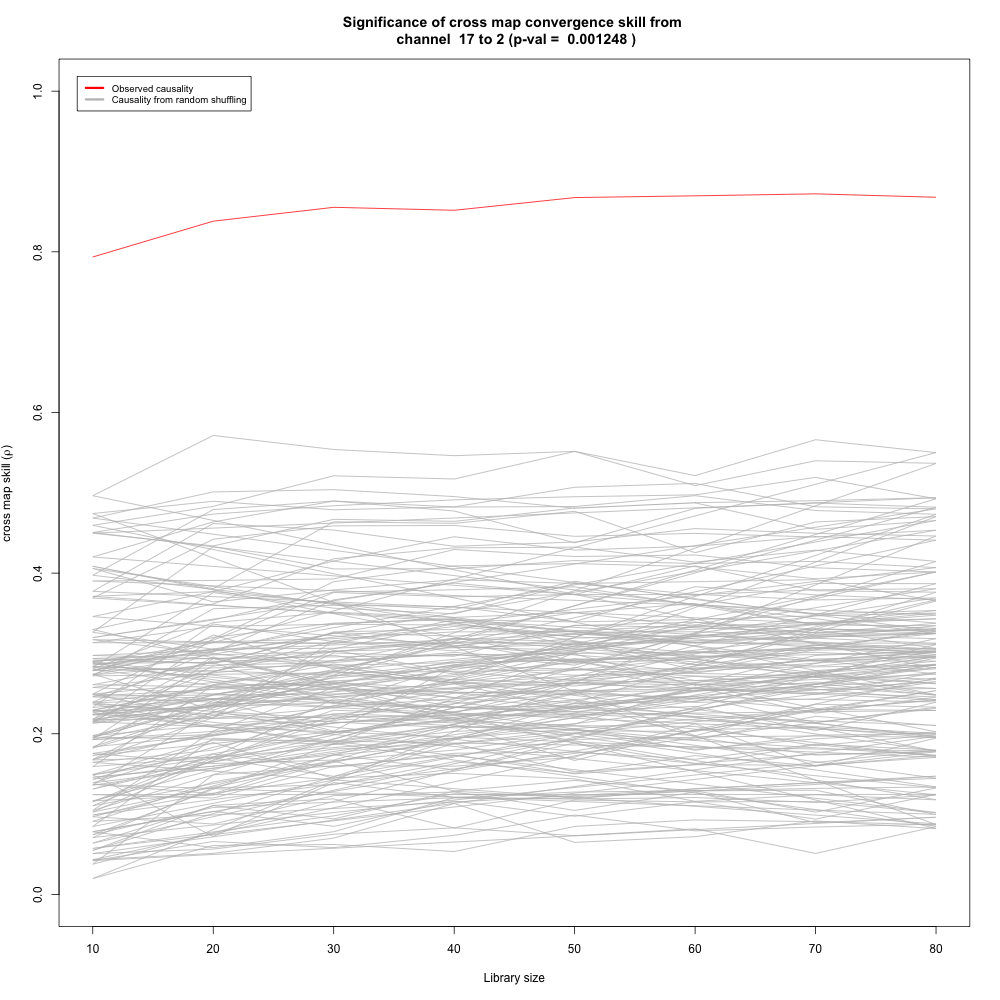 Significance of cross map convergence skill from
channel 17 to 2 (p-val = 0.001248 )
Observed causality
Causality from random shuffling
1.0
0.8
0.6
0.4
0.2
0.0
cross map skill (ρ)
10 20 30 40 50 60 70 80
Library size